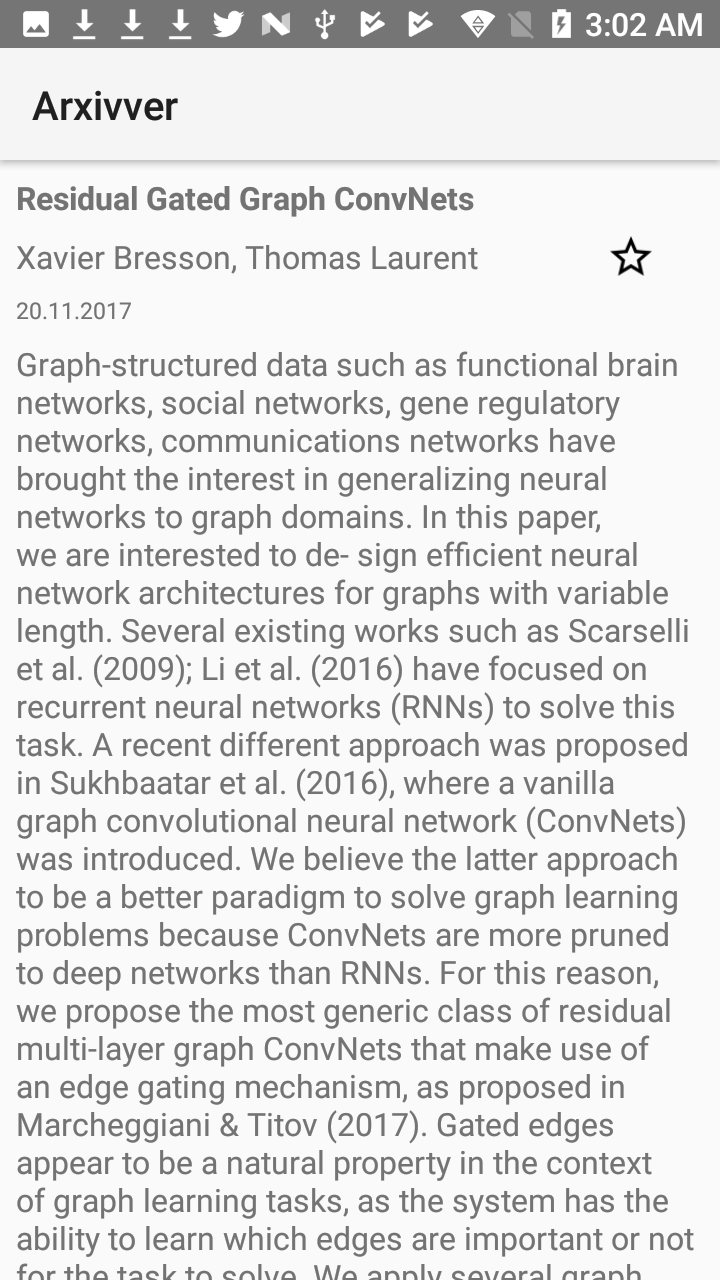 3:02 AM
Arxivver
Residual Gated Graph ConvNets
Xavier Bresson, Thomas Laurent
20.11.2017
Graph-structured data such as functional brain
networks, social networks, gene regulatory
networks, communications networks have
brought the interest in generalizing neural
networks to graph domains. In this paper,
we are interested to de- sign efficient neural
network architectures for graphs with variable
length. Several existing works such as Scarselli
et al. (2009); Li et al. (2016) have focused on
recurrent neural networks (RNNs) to solve this
task. A recent different approach was proposed
in Sukhbaatar et al. (2016), where a vanilla
graph convolutional neural network (ConvNets)
was introduced. We believe the latter approach
to be a better paradigm to solve graph learning
problems because ConvNets are more pruned
to deep networks than RNNs. For this reason,
we propose the most generic class of residual
multi-layer graph ConvNets that make use of
an edge gating mechanism, as proposed in
Marcheggiani & Titov (2017). Gated edges
appear to be a natural property in the context
of graph learning tasks, as the system has the
ability to learn which edges are important or not
for the task to solve. We apply several graph